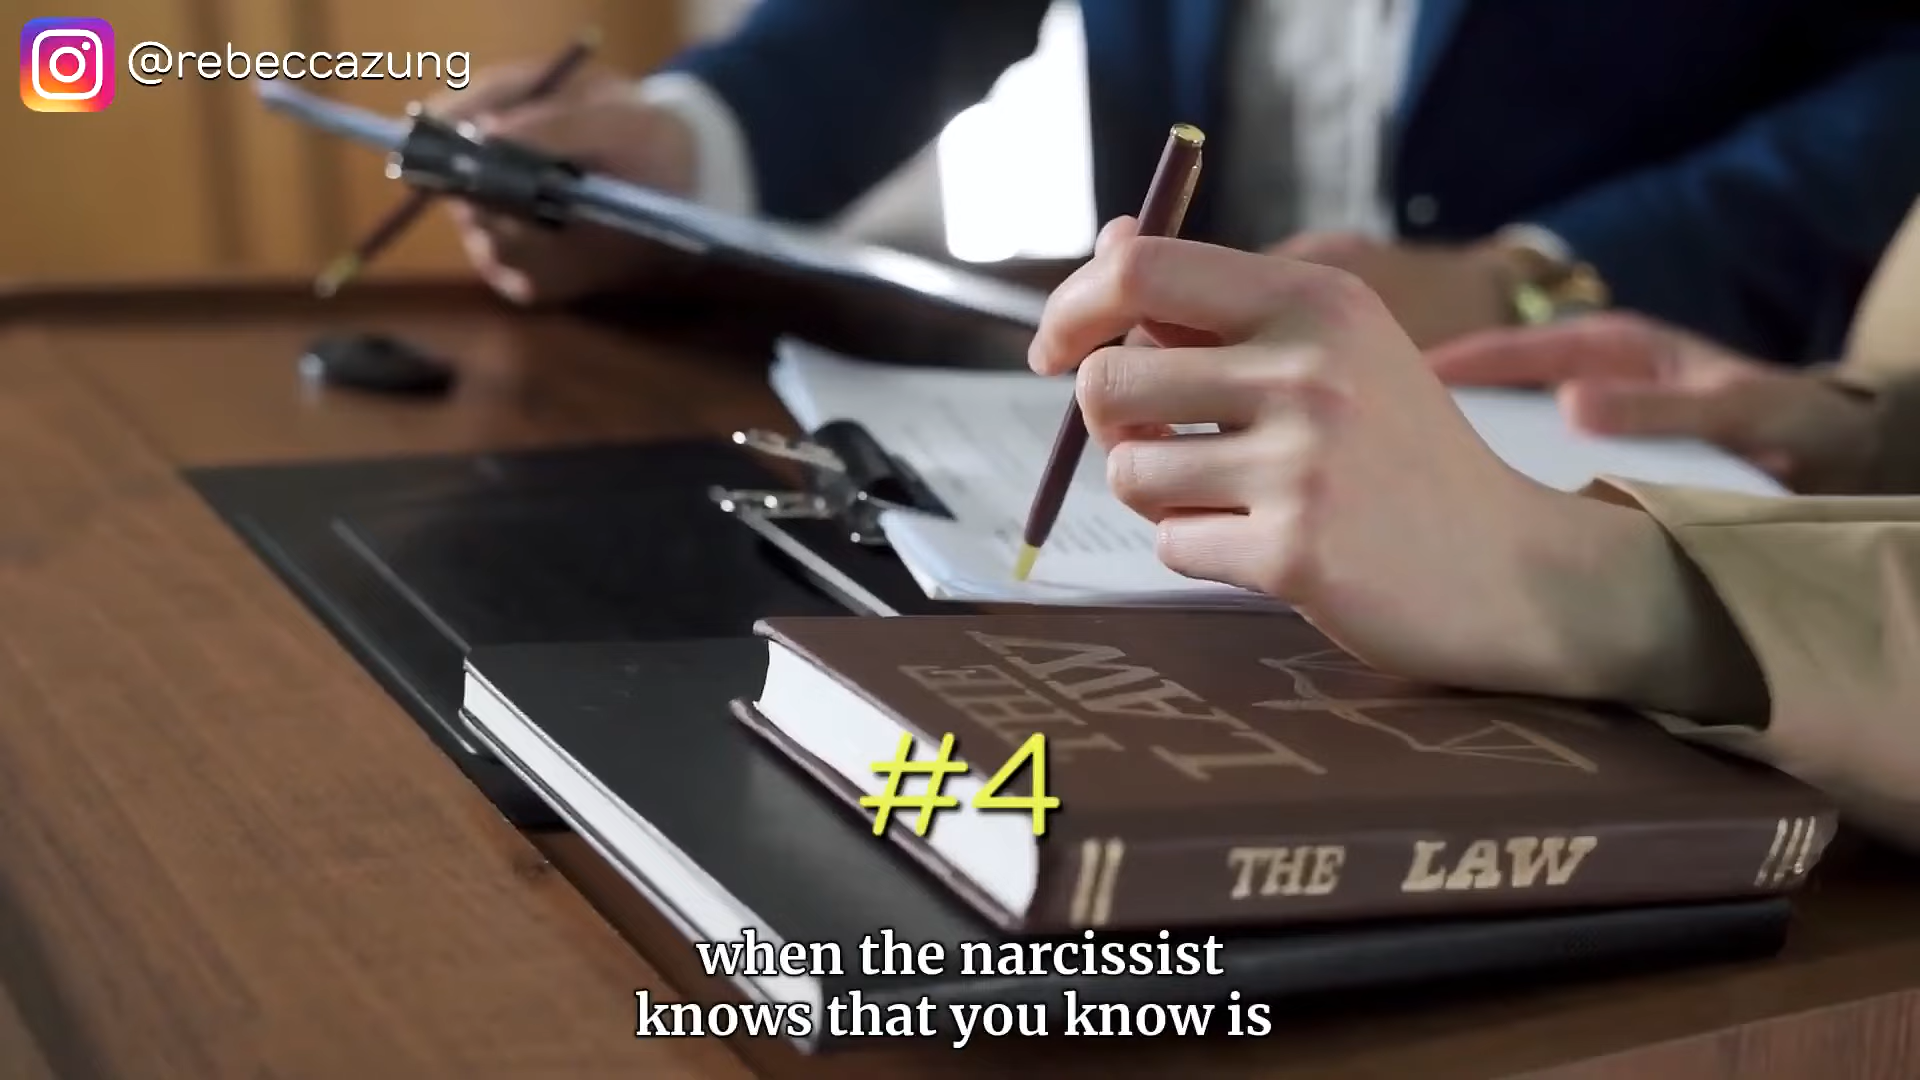 @rebeccazung
THE
LAW
#4
THE LAW
when the narcissist
knows that you know is